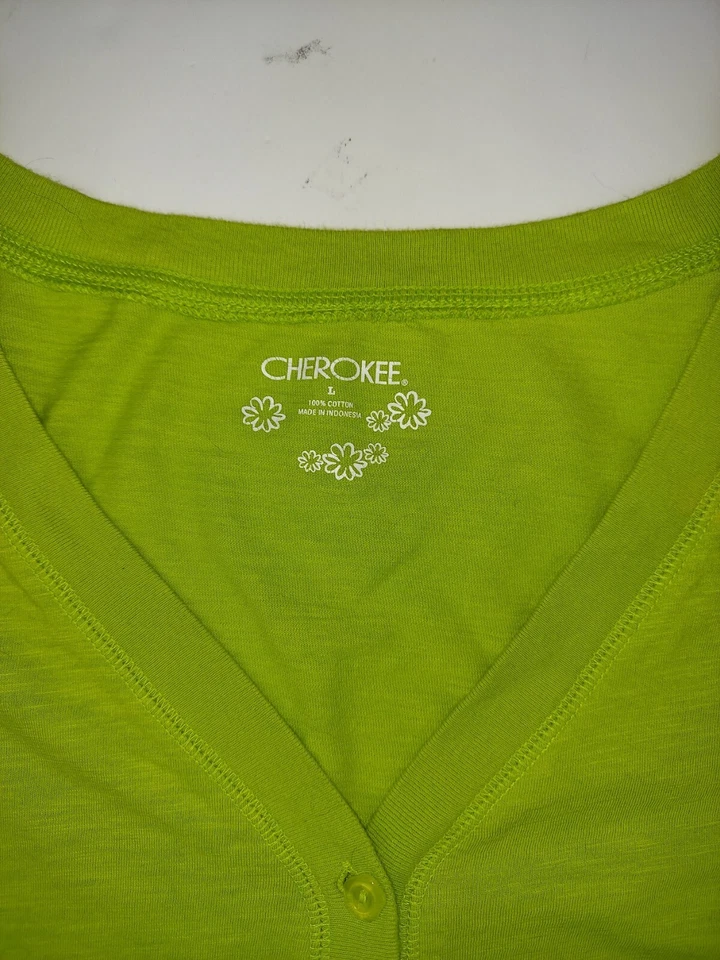 CHEROKEE®
L
100% COTTON
MADE IN INDONESIA